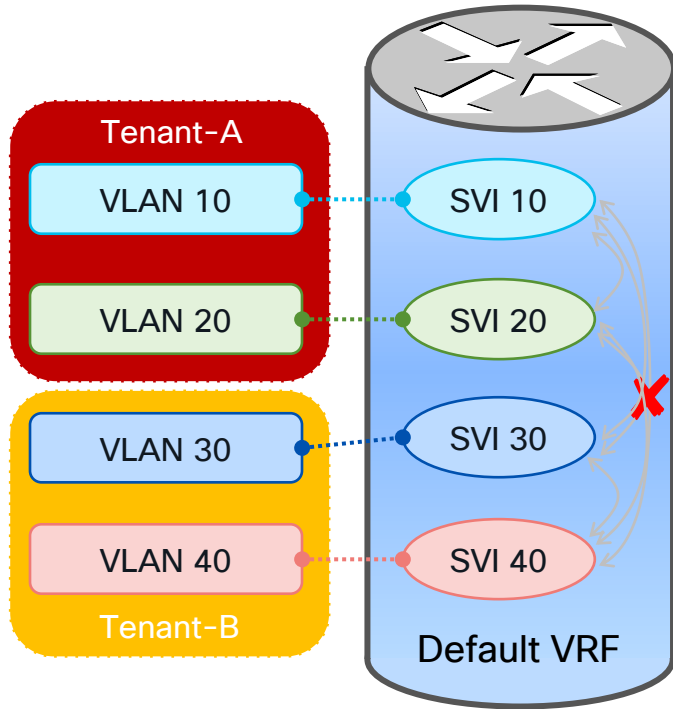 Tenant-A
VLAN 10
SVI 10
VLAN 20
SVI 20
VLAN 30
SVI 30
VLAN 40
SVI 40
Tenant-B
Default VRF